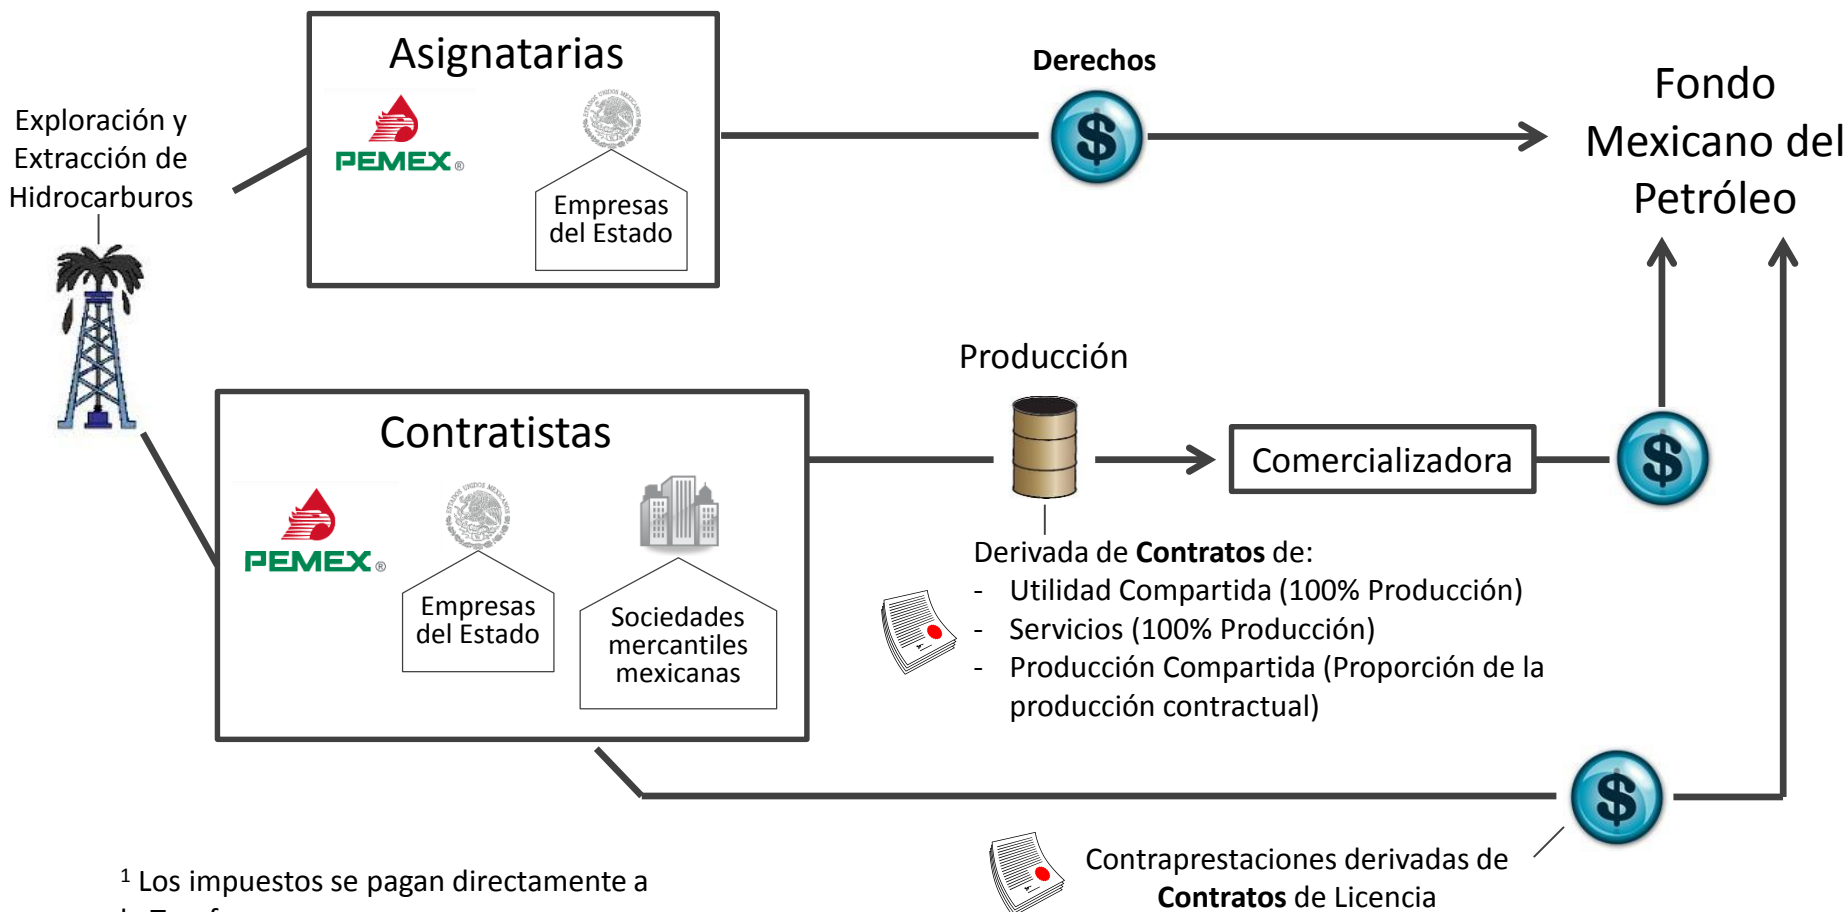 Asignatarias
PEMEX ®
Empresas
del Estado
Exploración y
Extracción de
Hidrocarburos
Derechos
Fondo
Mexicano del
Petróleo
Contratistas
PEMEX ®
Empresas
del Estado
Sociedades
mercantiles
mexicanas
Producción
Comercializadora
Derivada de Contratos de:
- Utilidad Compartida (100% Producción)
- Servicios (100% Producción)
- Producción Compartida (Proporción de la
producción contractual)
Contraprestaciones derivadas de
Contratos de Licencia
¹ Los impuestos se pagan directamente a